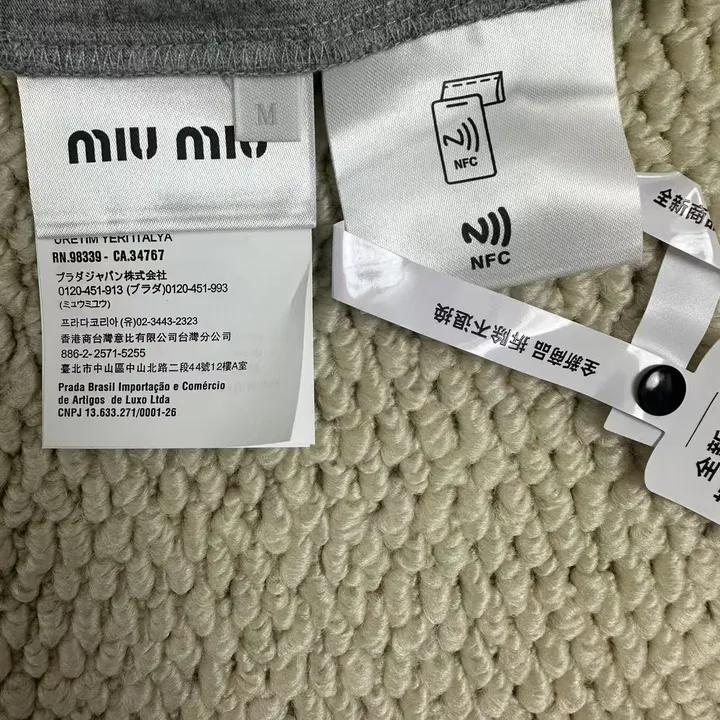 M
miu miu
ÜRETİM YERİ ITALYA
RN.98339 - CA.34767
プラダジャパン株式会社
0120-451-913 (プラダ)0120-451-993
(ミュウミュウ)
프라다코리아 (유)02-3443-2323
香港商台灣意比有限公司台灣分公司
886-2- 2571-5255
臺北市中山區中山北路二段44號12樓A室
Prada Brasil Importação e Comércio
de Artigos de Luxo Ltda
CNPJ 13.633.271/0001-26
NFC
NFC
全新商品 拆除不退換
全新商品
全新